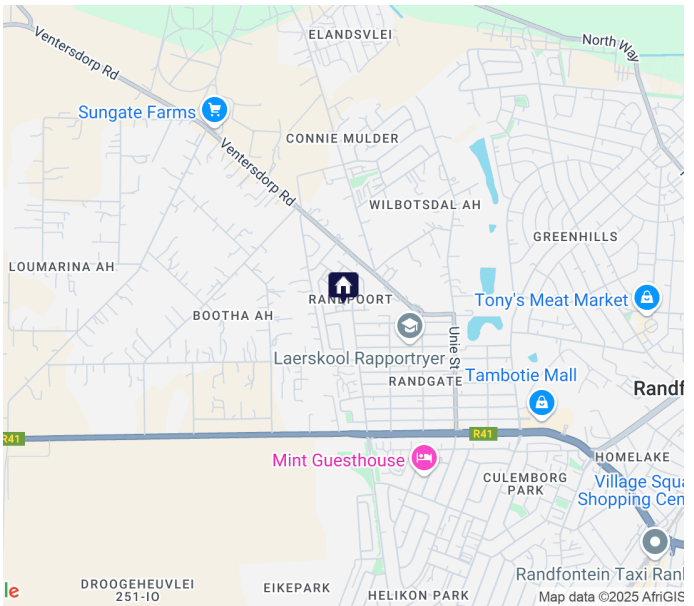 ELANDSVLEI
North Way
Ventersdorp Rd
Sungate Farms
CONNIE MULDER
Ventersdorp Rd
WILBOTSDAL AH
GREENHILLS
LOUMARINA AH
RANDPOORT
Tony's Meat Market
BOOTHA AH
Laerskool Rapportryer
Unie St
Tambotie Mall
RANDGATE
Randf
R41
R41
Mint Guesthouse
HOMELAKE
CULEMBORG
PARK
Village Squa
Shopping Cen
Randfontein Taxi Rank
DROOGEHEUVLEI
251-IO
EIKEPARK
HELIKON PARK
le
Map data ©2025 AfriGIS